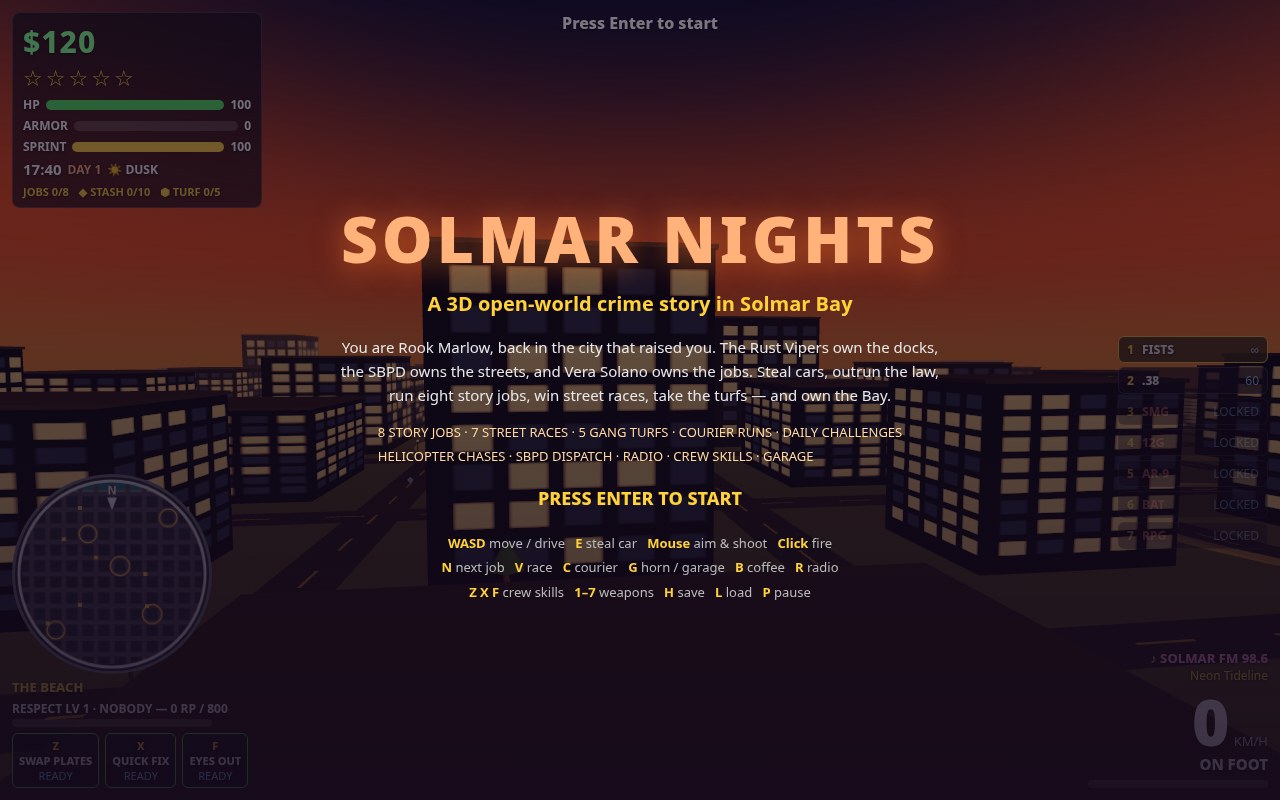 Press Enter to start
$120
☆☆☆☆☆
HP 100
ARMOR 0
SPRINT 100
17:40 DAY 1 ☀ DUSK
JOBS 0/8 ◆ STASH 0/10 ⬢ TURF 0/5
SOLMAR NIGHTS
A 3D open-world crime story in Solmar Bay
You are Rook Marlow, back in the city that raised you. The Rust Vipers own the docks,
the SBPD owns the streets, and Vera Solano owns the jobs. Steal cars, outrun the law,
run eight story jobs, win street races, take the turfs — and own the Bay.
8 STORY JOBS · 7 STREET RACES · 5 GANG TURFS · COURIER RUNS · DAILY CHALLENGES
HELICOPTER CHASES · SBPD DISPATCH · RADIO · CREW SKILLS · GARAGE
PRESS ENTER TO START
WASD move / drive E steal car Mouse aim & shoot Click fire
N next job V race C courier G horn / garage B coffee R radio
Z X F crew skills 1–7 weapons H save L load P pause
1 FISTS ∞
2 .38 60
3 SMG LOCKED
4 12G LOCKED
5 AR-9 LOCKED
6 BAT LOCKED
7 RPG LOCKED
N
THE BEACH
RESPECT LV 1 · NOBODY — 0 RP / 800
Z
SWAP PLATES
READY
X
QUICK FIX
READY
F
EYES OUT
READY
♪ SOLMAR FM 98.6
Neon Tideline
0 KM/H
ON FOOT